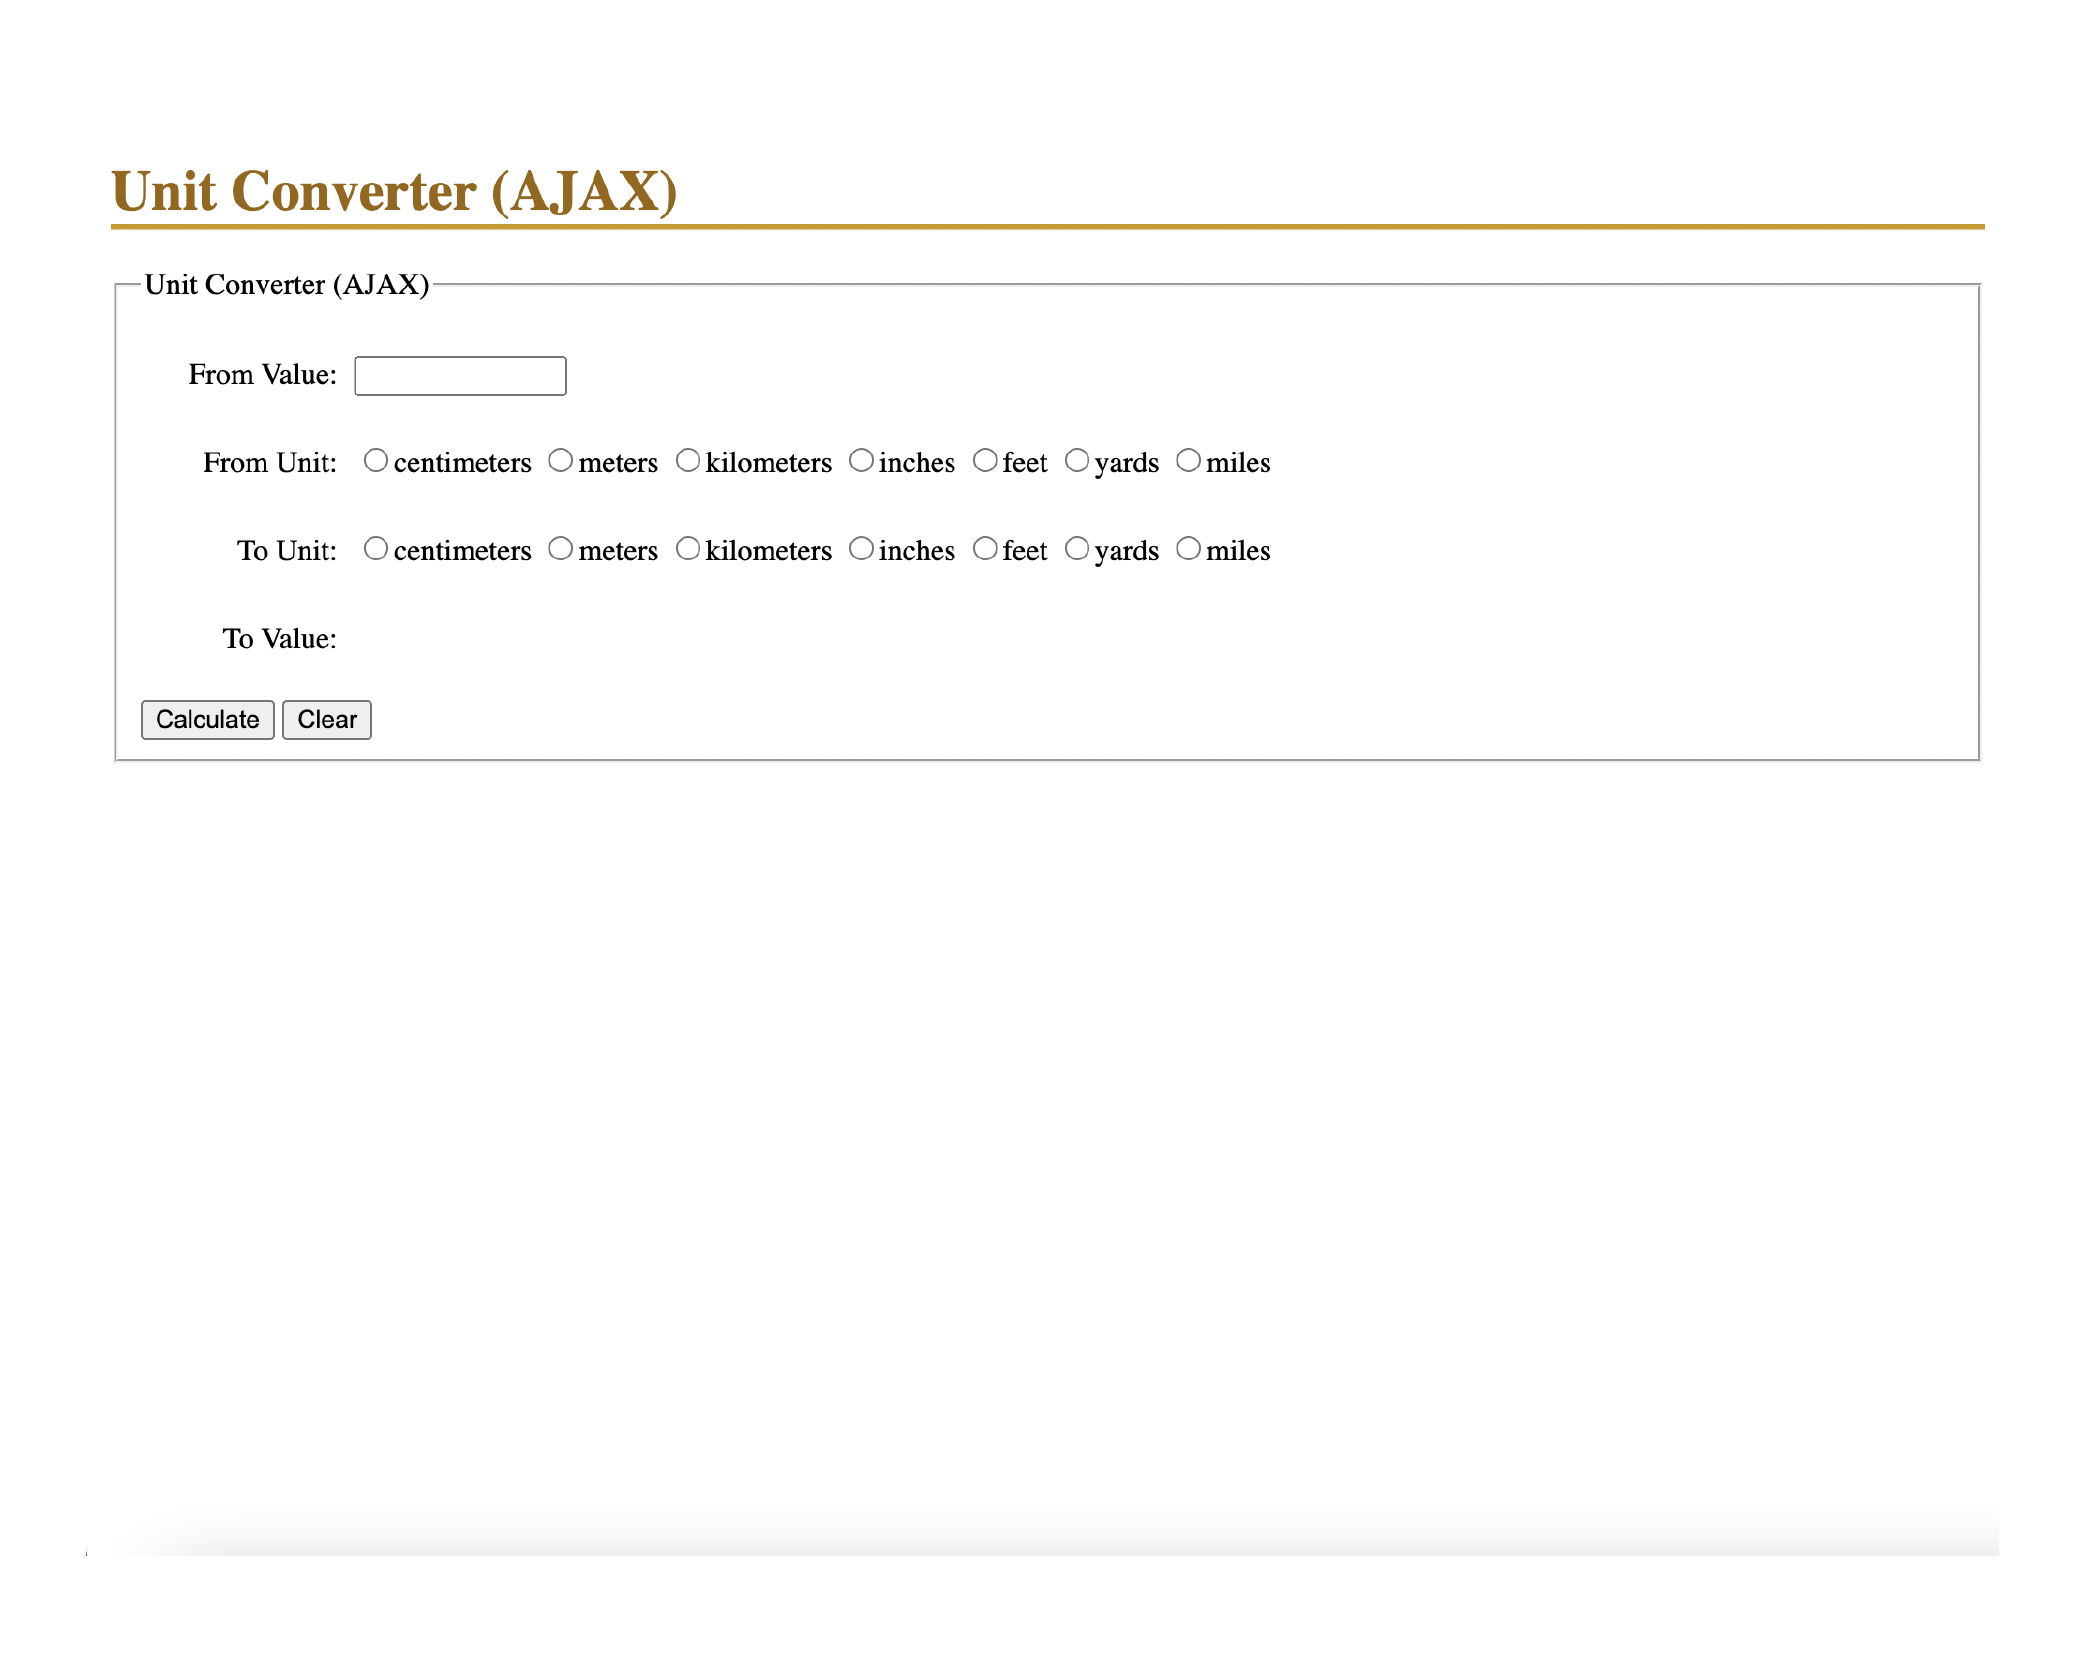 Unit Converter (AJAX)
Unit Converter (AJAX)
From Value:
From Unit: centimeters meters kilometers inches feet yards miles
To Unit: centimeters meters kilometers inches feet yards miles
To Value:
Calculate Clear